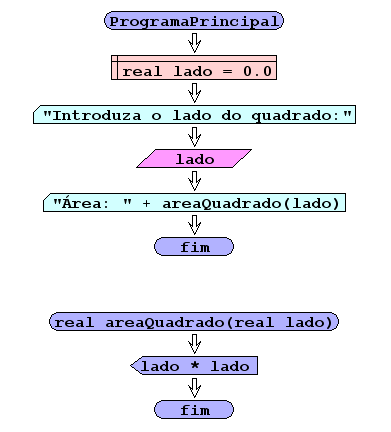 ProgramaPrincipal
real lado = 0.0
"Introduza o lado do quadrado:"
lado
"Área: " + areaQuadrado(lado)
fim
real areaQuadrado(real lado)
lado * lado
fim